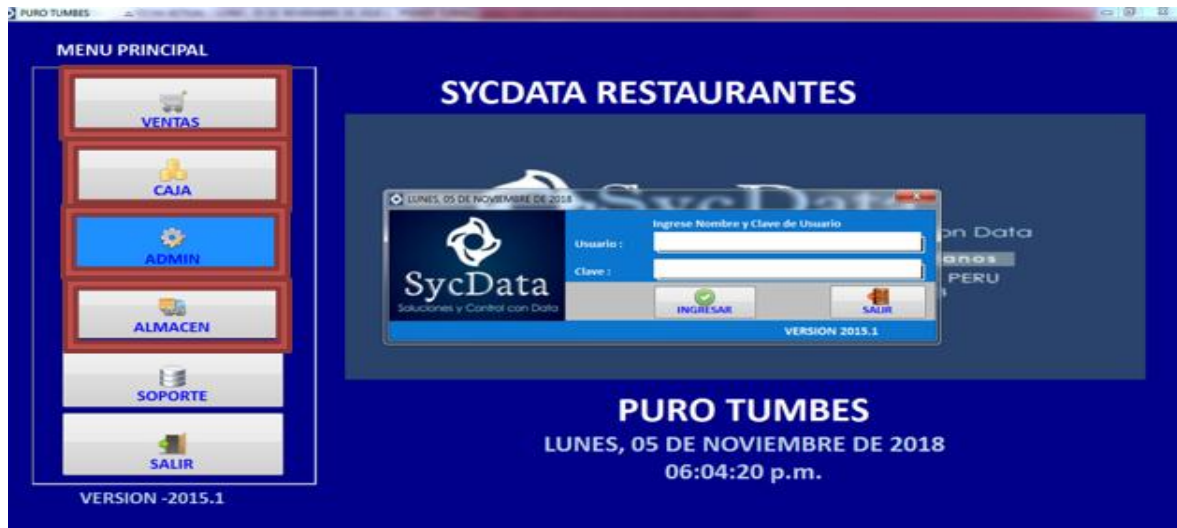 PURO TUMBES
MENU PRINCIPAL
VENTAS
CAJA
ADMIN
ALMACEN
SOPORTE
SALIR
VERSION -2015.1
SYCDATA RESTAURANTES
SycData
on Data
anos
PERU
LUNES, 05 DE NOVIEMBRE DE 2018
SycData
Soluciones y Control con Data
Ingrese Nombre y Clave de Usuario
Usuario :
Clave :
INGRESAR
SALIR
VERSION 2015.1
PURO TUMBES
LUNES, 05 DE NOVIEMBRE DE 2018
06:04:20 p.m.